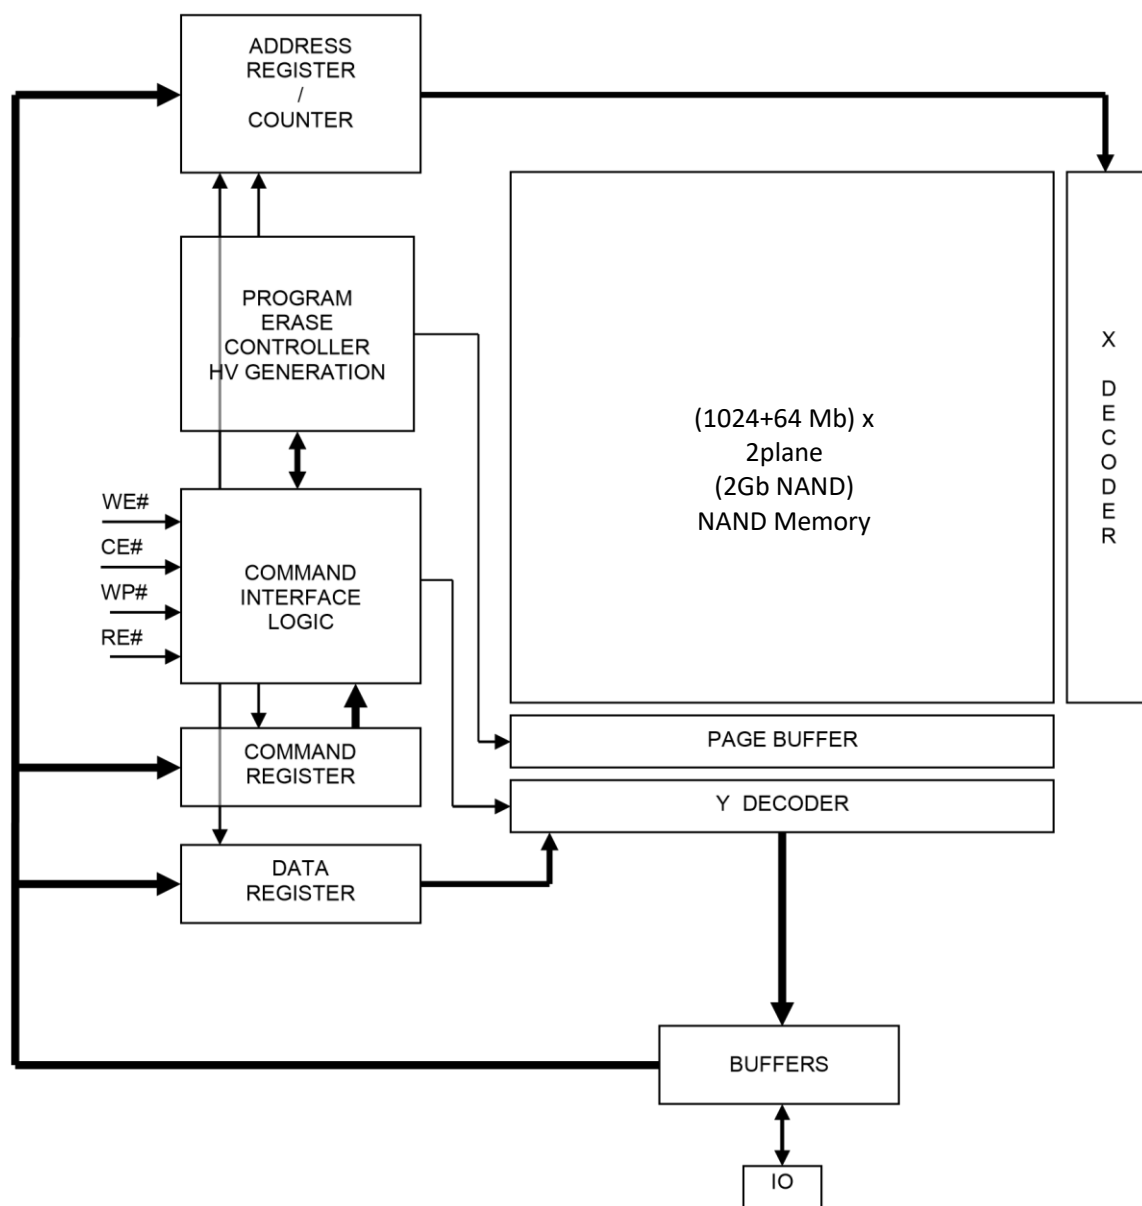 ADDRESS
REGISTER
/
COUNTER
PROGRAM
ERASE
CONTROLLER
HV GENERATION
(1024+64 Mb) x
2plane
(2Gb NAND)
NAND Memory
X
D
E
C
O
D
E
R
WE#
CE#
WP#
RE#
COMMAND
INTERFACE
LOGIC
COMMAND
REGISTER
PAGE BUFFER
Y DECODER
DATA
REGISTER
BUFFERS
IO